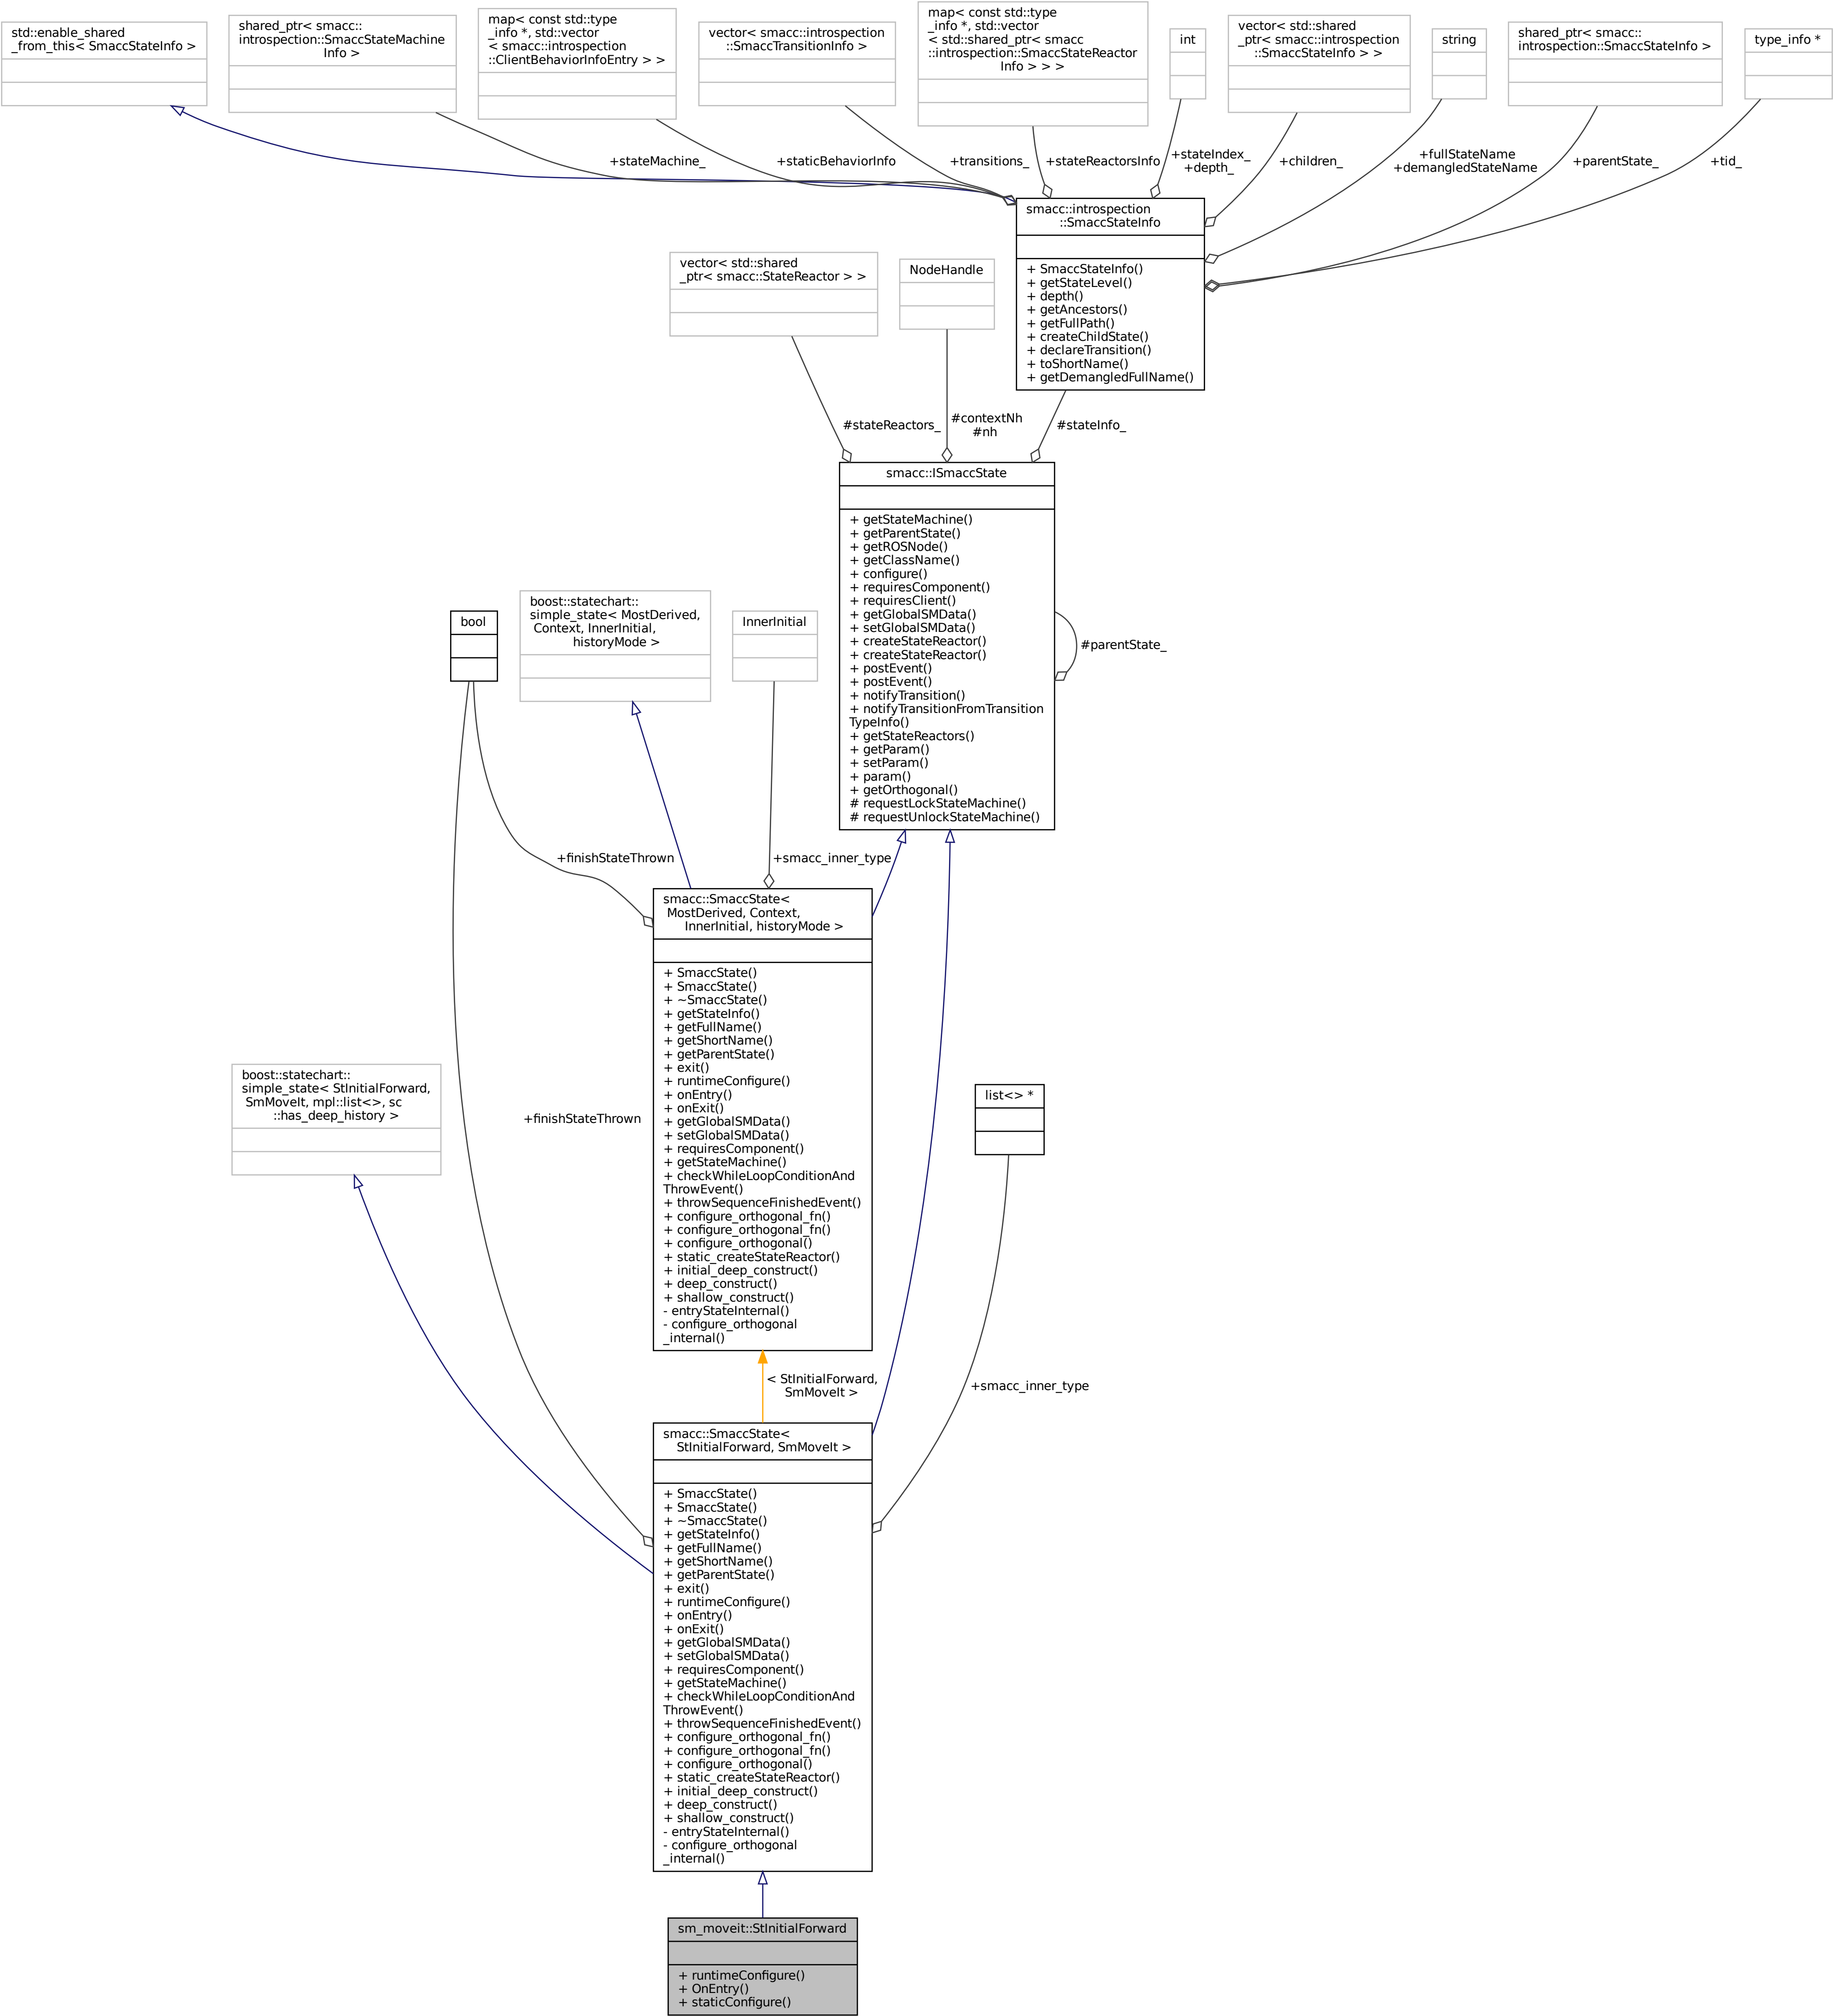 std::enable_shared
_from_this< SmaccStateInfo >
shared_ptr< smacc::
introspection::SmaccStateMachine
Info >
map< const std::type
_info *, std::vector
< smacc::introspection
::ClientBehaviorInfoEntry > >
vector< smacc::introspection
::SmaccTransitionInfo >
map< const std::type
_info *, std::vector
< std::shared_ptr< smacc
::introspection::SmaccStateReactor
Info > > >
int
vector< std::shared
_ptr< smacc::introspection
::SmaccStateInfo > >
string
shared_ptr< smacc::
introspection::SmaccStateInfo >
type_info *
+stateMachine_
+staticBehaviorInfo
+transitions_
+stateReactorsInfo
+stateIndex_
+depth_
+children_
+fullStateName
+demangledStateName
+parentState_
+tid_
smacc::introspection
::SmaccStateInfo
+ SmaccStateInfo()
+ getStateLevel()
+ depth()
+ getAncestors()
+ getFullPath()
+ createChildState()
+ declareTransition()
+ toShortName()
+ getDemangledFullName()
vector< std::shared
_ptr< smacc::StateReactor > >
NodeHandle
#stateReactors_
#contextNh
#nh
#stateInfo_
smacc::ISmaccState
+ getStateMachine()
+ getParentState()
+ getROSNode()
+ getClassName()
+ configure()
+ requiresComponent()
+ requiresClient()
+ getGlobalSMData()
+ setGlobalSMData()
+ createStateReactor()
+ createStateReactor()
+ postEvent()
+ postEvent()
+ notifyTransition()
+ notifyTransitionFromTransition
TypeInfo()
+ getStateReactors()
+ getParam()
+ setParam()
+ param()
+ getOrthogonal()
# requestLockStateMachine()
# requestUnlockStateMachine()
#parentState_
bool
boost::statechart::
simple_state< MostDerived,
Context, InnerInitial,
historyMode >
InnerInitial
+finishStateThrown
+smacc_inner_type
smacc::SmaccState<
MostDerived, Context,
InnerInitial, historyMode >
+ SmaccState()
+ SmaccState()
+ ~SmaccState()
+ getStateInfo()
+ getFullName()
+ getShortName()
+ getParentState()
+ exit()
+ runtimeConfigure()
+ onEntry()
+ onExit()
+ getGlobalSMData()
+ setGlobalSMData()
+ requiresComponent()
+ getStateMachine()
+ checkWhileLoopConditionAnd
ThrowEvent()
+ throwSequenceFinishedEvent()
+ configure_orthogonal_fn()
+ configure_orthogonal_fn()
+ configure_orthogonal()
+ static_createStateReactor()
+ initial_deep_construct()
+ deep_construct()
+ shallow_construct()
- entryStateInternal()
- configure_orthogonal
_internal()
boost::statechart::
simple_state< StInitialForward,
SmMoveIt, mpl::list<>, sc
::has_deep_history >
+finishStateThrown
list<> *
< StInitialForward,
SmMoveIt >
+smacc_inner_type
smacc::SmaccState<
StInitialForward, SmMoveIt >
+ SmaccState()
+ SmaccState()
+ ~SmaccState()
+ getStateInfo()
+ getFullName()
+ getShortName()
+ getParentState()
+ exit()
+ runtimeConfigure()
+ onEntry()
+ onExit()
+ getGlobalSMData()
+ setGlobalSMData()
+ requiresComponent()
+ getStateMachine()
+ checkWhileLoopConditionAnd
ThrowEvent()
+ throwSequenceFinishedEvent()
+ configure_orthogonal_fn()
+ configure_orthogonal_fn()
+ configure_orthogonal()
+ static_createStateReactor()
+ initial_deep_construct()
+ deep_construct()
+ shallow_construct()
- entryStateInternal()
- configure_orthogonal
_internal()
sm_moveit::StInitialForward
+ runtimeConfigure()
+ OnEntry()
+ staticConfigure()